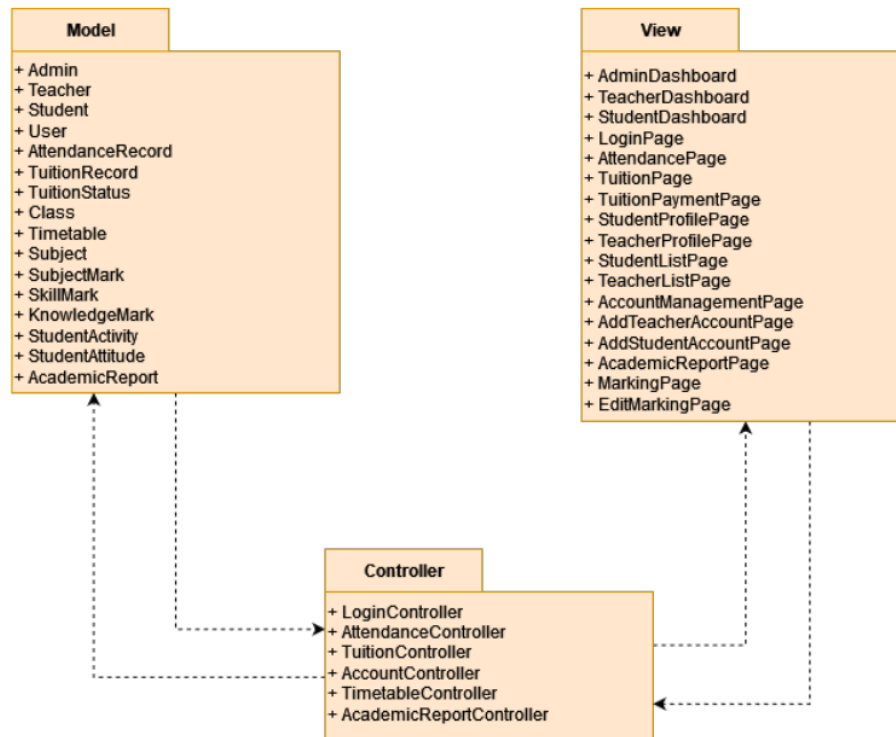 Model
+ Admin
+ Teacher
+ Student
+ User
+ AttendanceRecord
+ TuitionRecord
+ TuitionStatus
+ Class
+ Timetable
+ Subject
+ SubjectMark
+ SkillMark
+ KnowledgeMark
+ StudentActivity
+ StudentAttitude
+ AcademicReport
View
+ AdminDashboard
+ TeacherDashboard
+ StudentDashboard
+ LoginPage
+ AttendancePage
+ TuitionPage
+ TuitionPaymentPage
+ StudentProfilePage
+ TeacherProfilePage
+ StudentListPage
+ TeacherListPage
+ AccountManagementPage
+ AddTeacherAccountPage
+ AddStudentAccountPage
+ AcademicReportPage
+ MarkingPage
+ EditMarkingPage
Controller
+ LoginController
+ AttendanceController
+ TuitionController
+ AccountController
+ TimetableController
+ AcademicReportController